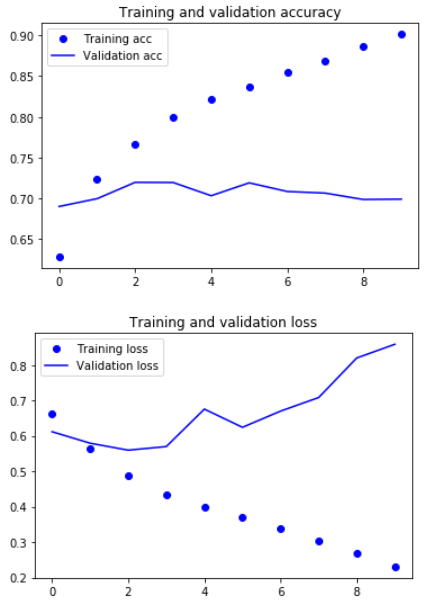 Training and validation accuracy
0.90
0.85
0.80
0.75
0.70
0.65
Training acc
Validation acc
0 2 4 6 8
Training and validation loss
0.8
0.7
0.6
0.5
0.4
0.3
0.2
Training loss
Validation loss
0 2 4 6 8